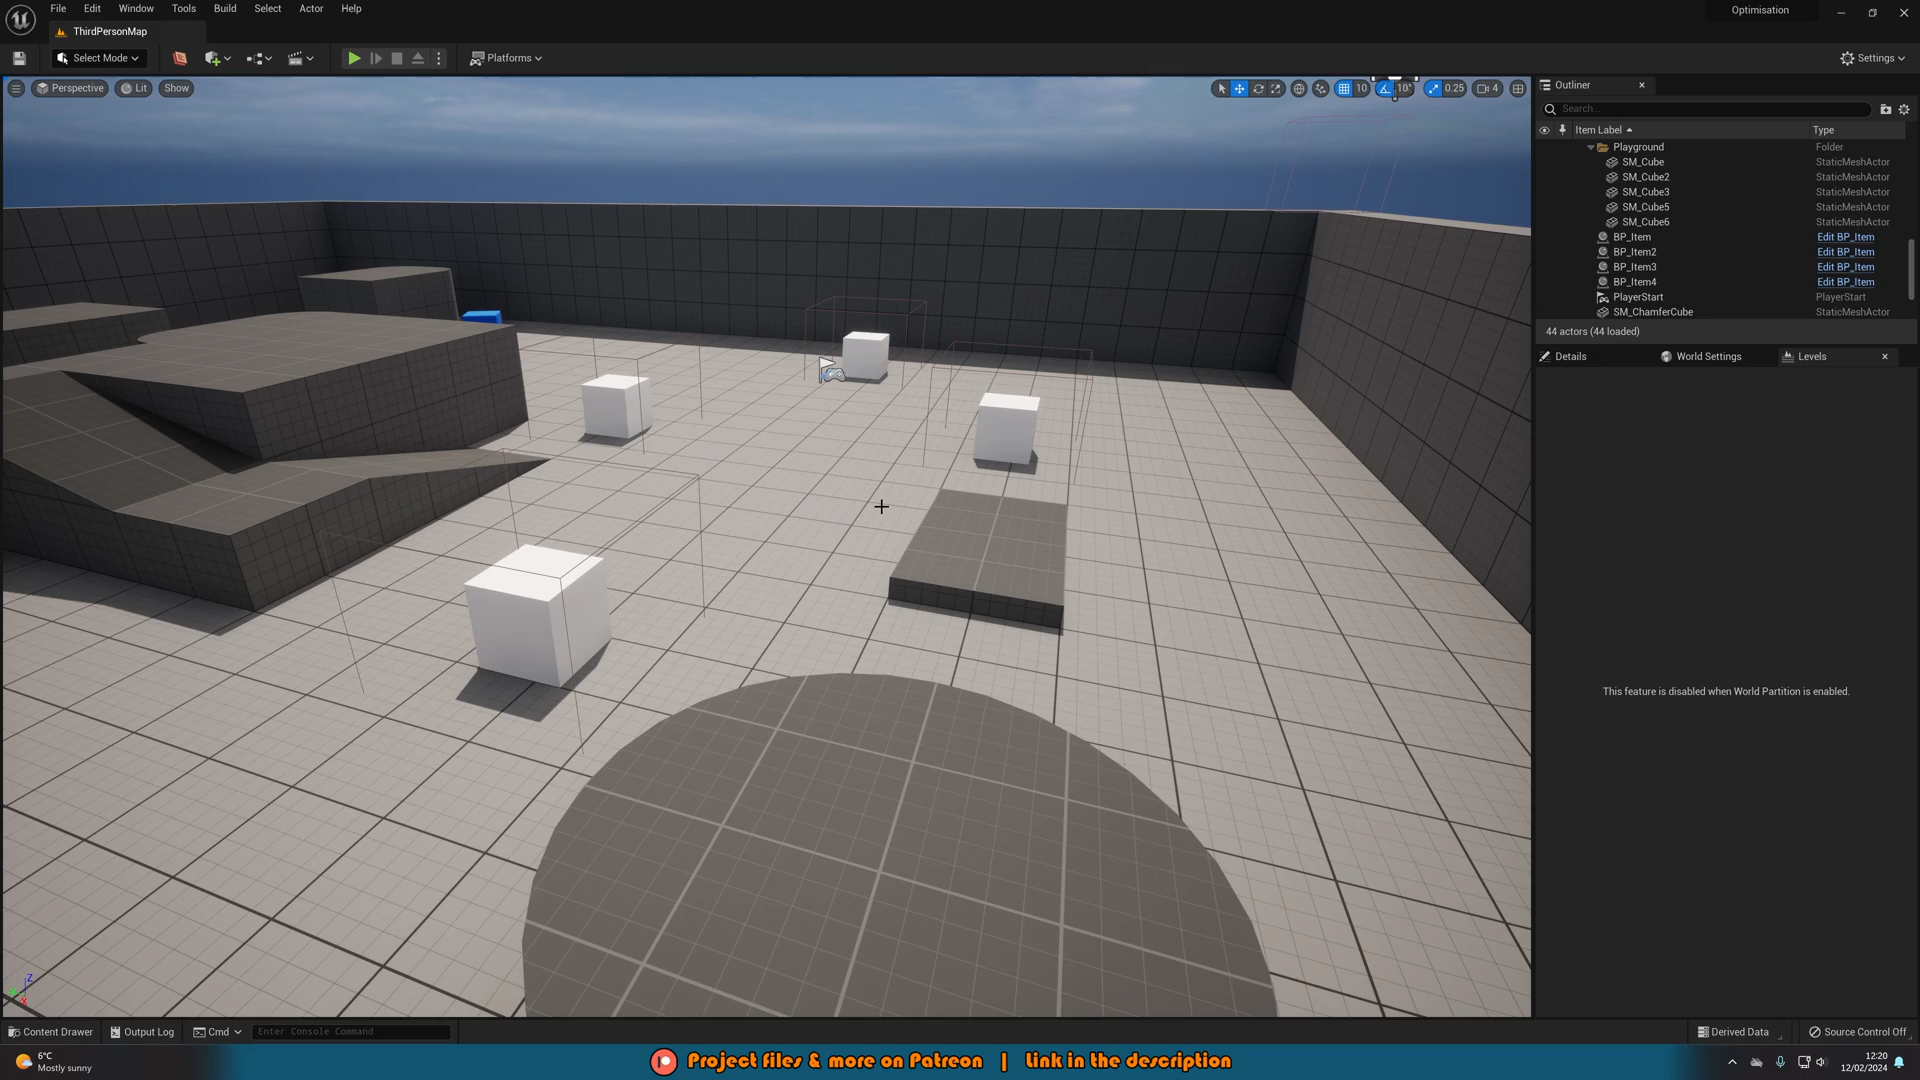 File Edit Window Tools Build Select Actor Help
Optimisation
ThirdPersonMap
Select Mode
Platforms
Settings
Perspective Lit Show
10 10° 0.25 4
Outliner
Search...
Item Label Type
Playground Folder
SM_Cube StaticMeshActor
SM_Cube2 StaticMeshActor
SM_Cube3 StaticMeshActor
SM_Cube5 StaticMeshActor
SM_Cube6 StaticMeshActor
BP_Item Edit BP_Item
BP_Item2 Edit BP_Item
BP_Item3 Edit BP_Item
BP_Item4 Edit BP_Item
PlayerStart PlayerStart
SM_ChamferCube StaticMeshActor
44 actors (44 loaded)
Details World Settings Levels
This feature is disabled when World Partition is enabled.
Z
Content Drawer Output Log Cmd Enter Console Command
Derived Data Source Control Off
6°C
Mostly sunny
Project files & more on Patreon | Link in the description
12:20
12/02/2024